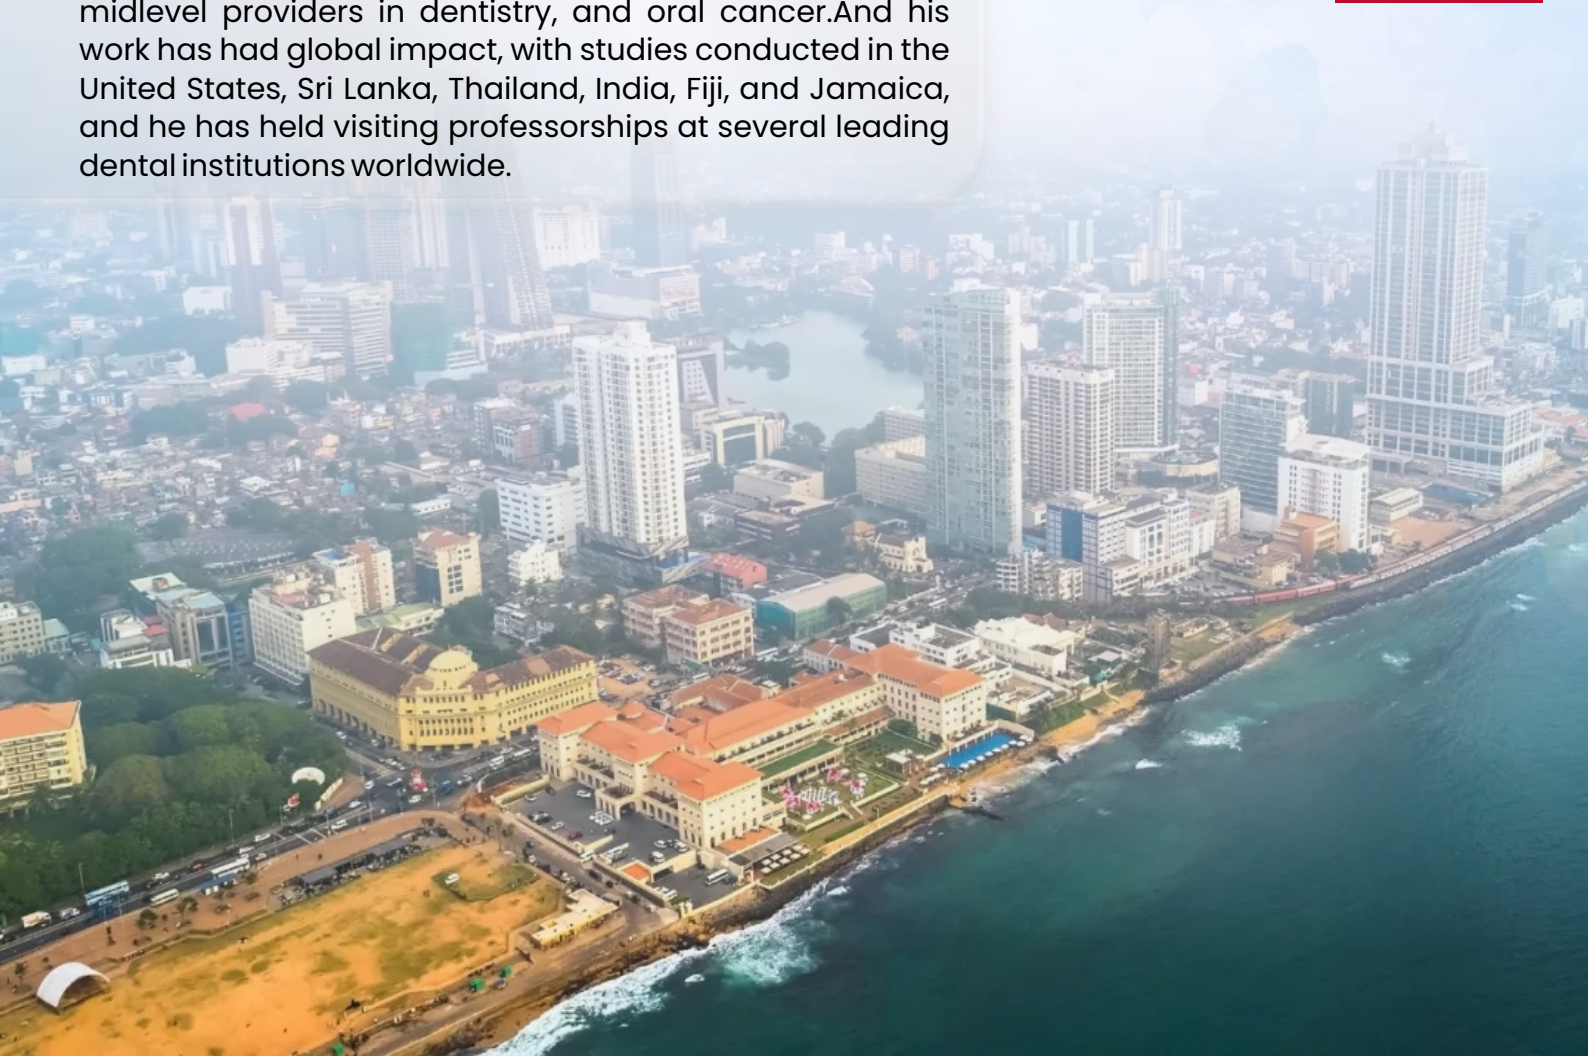 midlevel providers in dentistry, and oral cancer.And his
work has had global impact, with studies conducted in the
United States, Sri Lanka, Thailand, India, Fiji, and Jamaica,
and he has held visiting professorships at several leading
dental institutions worldwide.